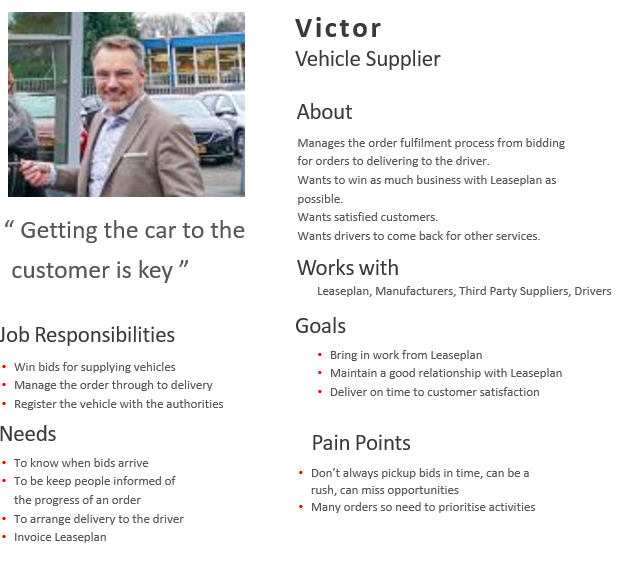 Victor
Vehicle Supplier
“ Getting the car to the
customer is key ”
Job Responsibilities
• Win bids for supplying vehicles
• Manage the order through to delivery
• Register the vehicle with the authorities
Needs
• To know when bids arrive
• To be keep people informed of
the progress of an order
• To arrange delivery to the driver
• Invoice Leaseplan
About
Manages the order fulfilment process from bidding
for orders to delivering to the driver.
Wants to win as much business with Leaseplan as
possible.
Wants satisfied customers.
Wants drivers to come back for other services.
Works with
Leaseplan, Manufacturers, Third Party Suppliers, Drivers
Goals
• Bring in work from Leaseplan
• Maintain a good relationship with Leaseplan
• Deliver on time to customer satisfaction
Pain Points
• Don’t always pickup bids in time, can be a
rush, can miss opportunities
• Many orders so need to prioritise activities